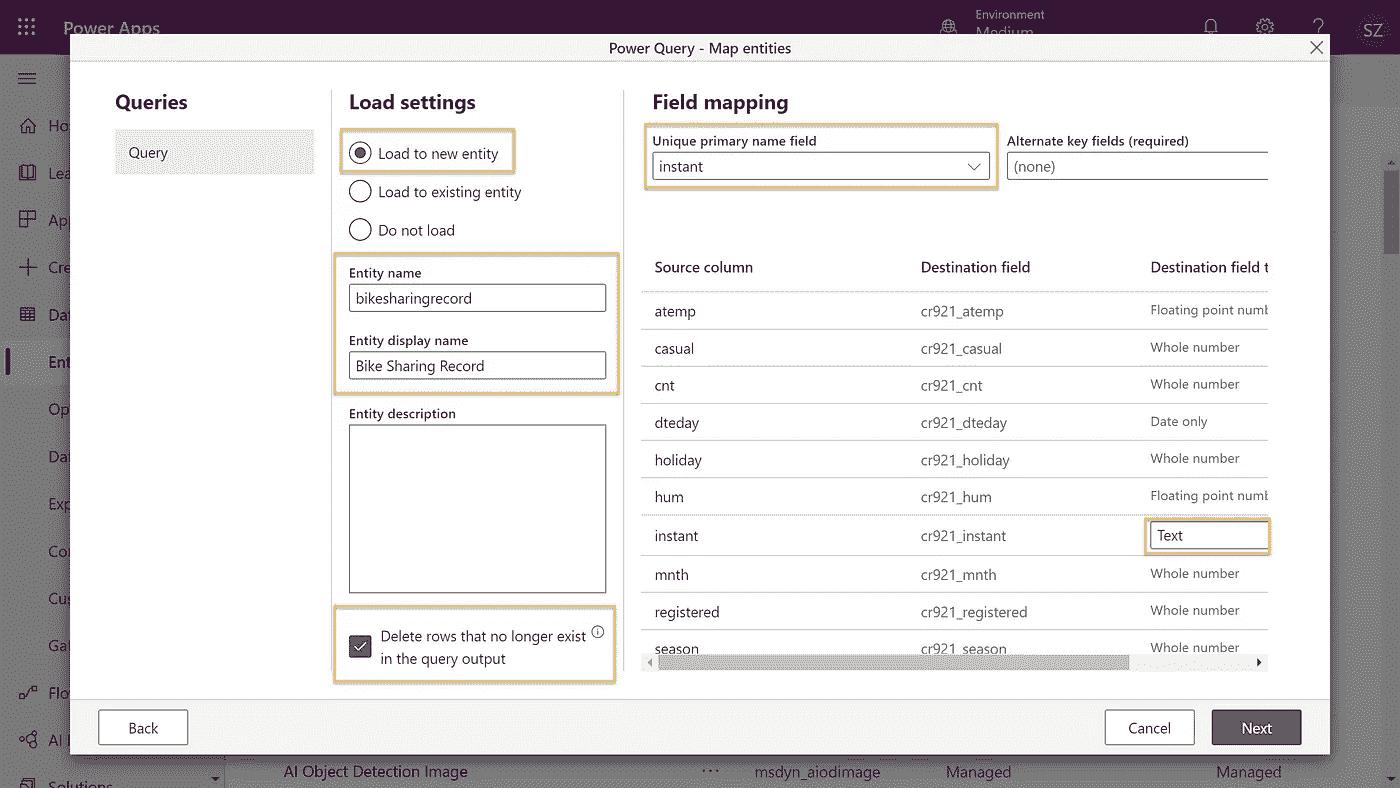 Power Apps
Environment
Medium
SZ
Power Query - Map entities
Queries
Query
Load settings
Load to new entity
Load to existing entity
Do not load
Entity name
bikesharingrecord
Entity display name
Bike Sharing Record
Entity description
Delete rows that no longer exist
in the query output
Field mapping
Unique primary name field
instant
Alternate key fields (required)
(none)
Source column Destination field Destination field t
atemp cr921_atemp Floating point numb
casual cr921_casual Whole number
cnt cr921_cnt Whole number
dteday cr921_dteday Date only
holiday cr921_holiday Whole number
hum cr921_hum Floating point numb
instant cr921_instant Text
mnth cr921_mnth Whole number
registered cr921_registered Whole number
season cr921_season Whole number
Back
Cancel
Next
Ho
Lea
App
Cre
Dat
Ent
Op
Dat
Exp
Con
Cus
Gat
Flo
AI
Solutions
AI Object Detection Image ... msdyn_aiodimage Managed Managed